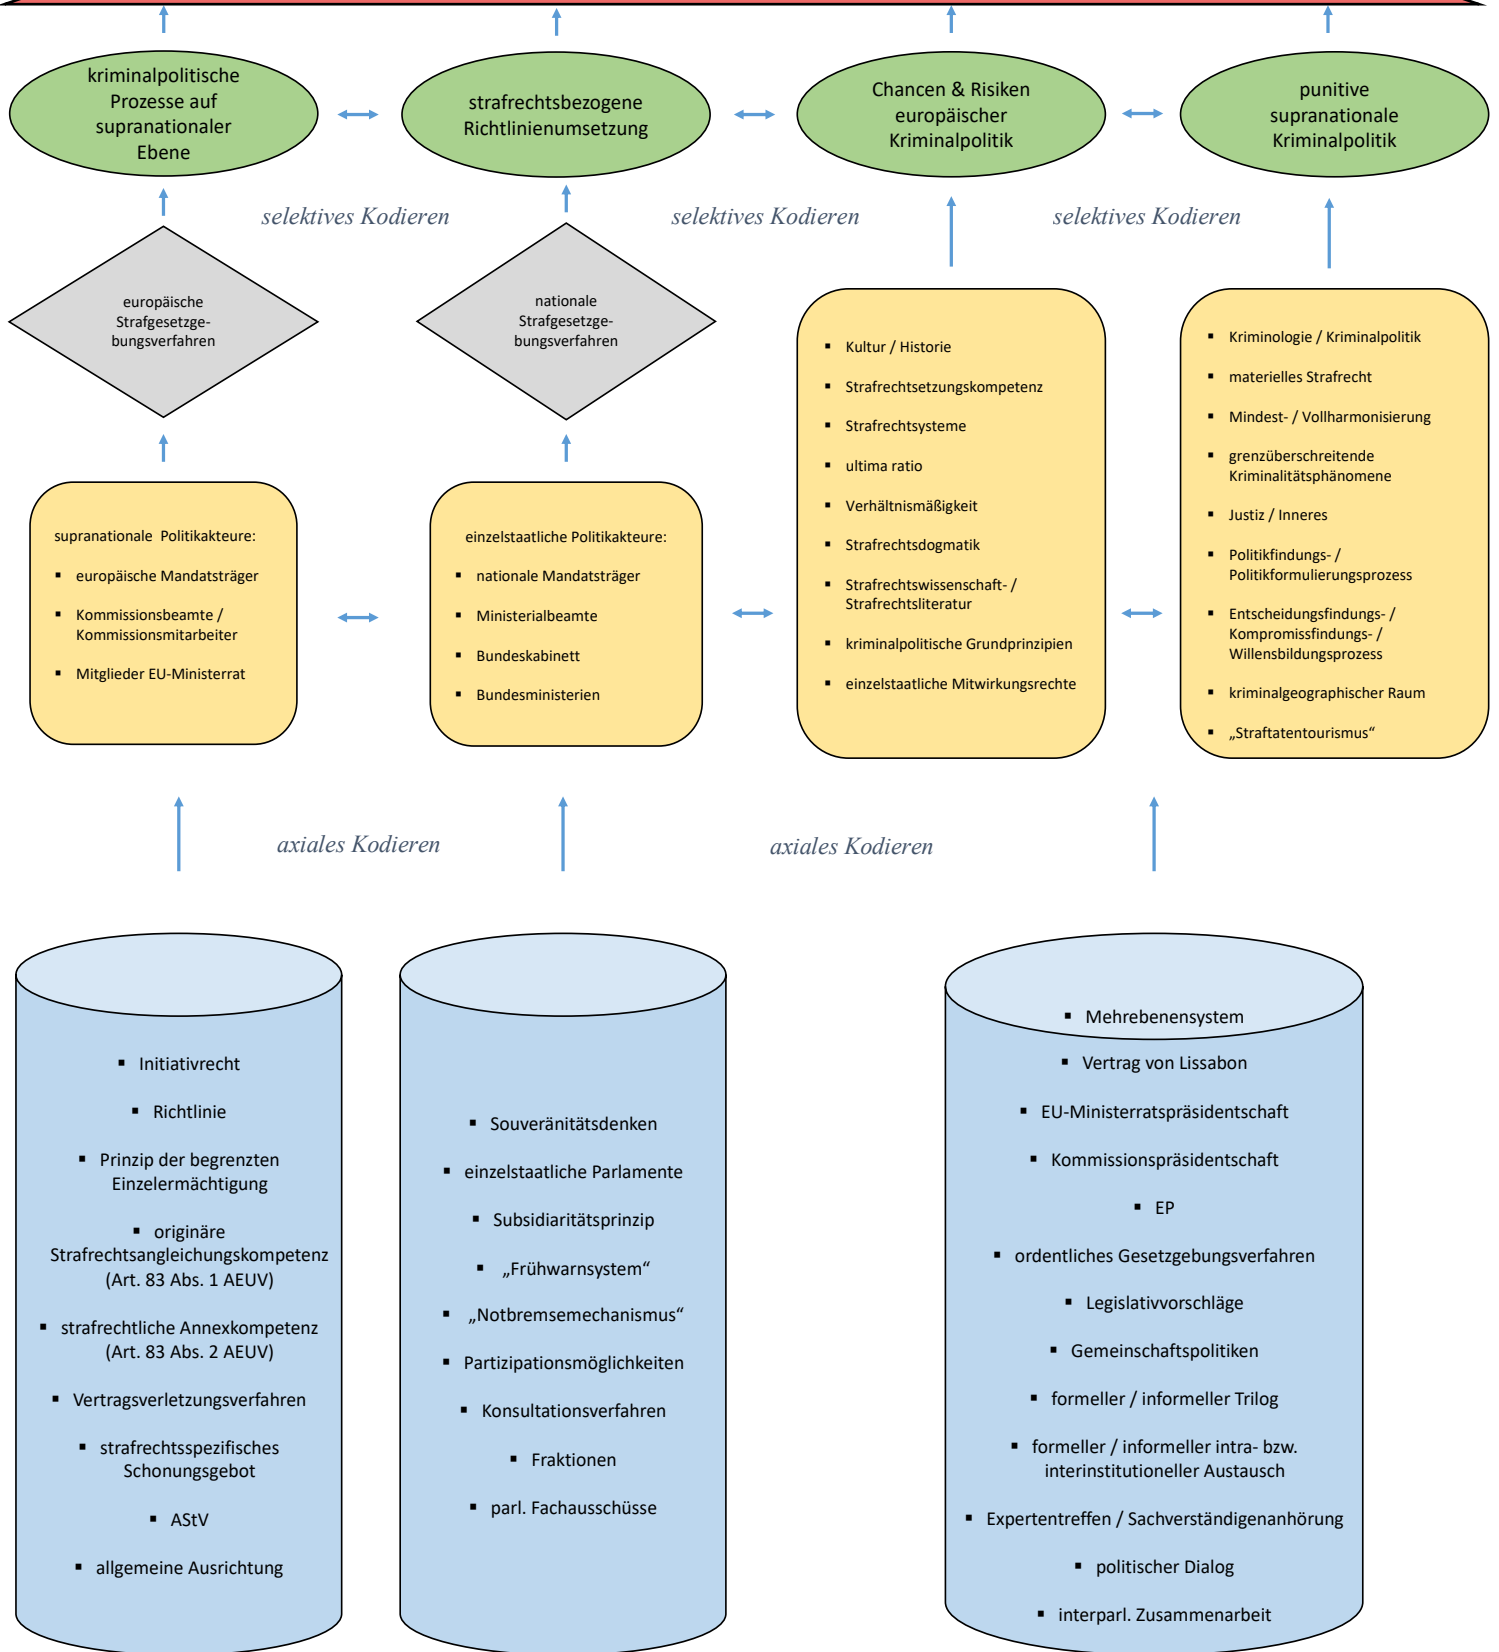 kriminalpolitische
Prozesse auf
supranationaler
Ebene
strafrechtsbezogene
Richtlinienumsetzung
Chancen & Risiken
europäischer
Kriminalpolitik
punitive
supranationale
Kriminalpolitik
selektives Kodieren
selektives Kodieren
selektives Kodieren
europäische
Strafgesetzge-
bungsverfahren
nationale
Strafgesetzge-
bungsverfahren
supranationale Politikakteure:
▪ europäische Mandatsträger
▪ Kommissionsbeamte /
Kommissionsmitarbeiter
▪ Mitglieder EU-Ministerrat
einzelstaatliche Politikakteure:
▪ nationale Mandatsträger
▪ Ministerialbeamte
▪ Bundeskabinett
▪ Bundesministerien
▪ Kultur / Historie
▪ Strafrechtsetzungskompetenz
▪ Strafrechtsysteme
▪ ultima ratio
▪ Verhältnismäßigkeit
▪ Strafrechtsdogmatik
▪ Strafrechtswissenschaft- /
Strafrechtsliteratur
▪ kriminalpolitische Grundprinzipien
▪ einzelstaatliche Mitwirkungsrechte
▪ Kriminologie / Kriminalpolitik
▪ materielles Strafrecht
▪ Mindest- / Vollharmonisierung
▪ grenzüberschreitende
Kriminalitätsphänomene
▪ Justiz / Inneres
▪ Politikfindungs- /
Politikformulierungsprozess
▪ Entscheidungsfindungs- /
Kompromissfindungs- /
Willensbildungsprozess
▪ kriminalgeographischer Raum
▪ „Straftatentourismus“
axiales Kodieren
axiales Kodieren
▪ Initiativrecht
▪ Richtlinie
▪ Prinzip der begrenzten
Einzelermächtigung
▪ originäre
Strafrechtsangleichungskompetenz
(Art. 83 Abs. 1 AEUV)
▪ strafrechtliche Annexkompetenz
(Art. 83 Abs. 2 AEUV)
▪ Vertragsverletzungsverfahren
▪ strafrechtsspezifisches
Schonungsgebot
▪ AStV
▪ allgemeine Ausrichtung
▪ Souveränitätsdenken
▪ einzelstaatliche Parlamente
▪ Subsidiaritätsprinzip
▪ „Frühwarnsystem“
▪ „Notbremsemechanismus“
▪ Partizipationsmöglichkeiten
▪ Konsultationsverfahren
▪ Fraktionen
▪ parl. Fachausschüsse
▪ Mehrebenensystem
▪ Vertrag von Lissabon
▪ EU-Ministerratspräsidentschaft
▪ Kommissionspräsidentschaft
▪ EP
▪ ordentliches Gesetzgebungsverfahren
▪ Legislativvorschläge
▪ Gemeinschaftspolitiken
▪ formeller / informeller Trilog
▪ formeller / informeller intra- bzw.
interinstitutioneller Austausch
▪ Expertentreffen / Sachverständigenanhörung
▪ politischer Dialog
▪ interparl. Zusammenarbeit